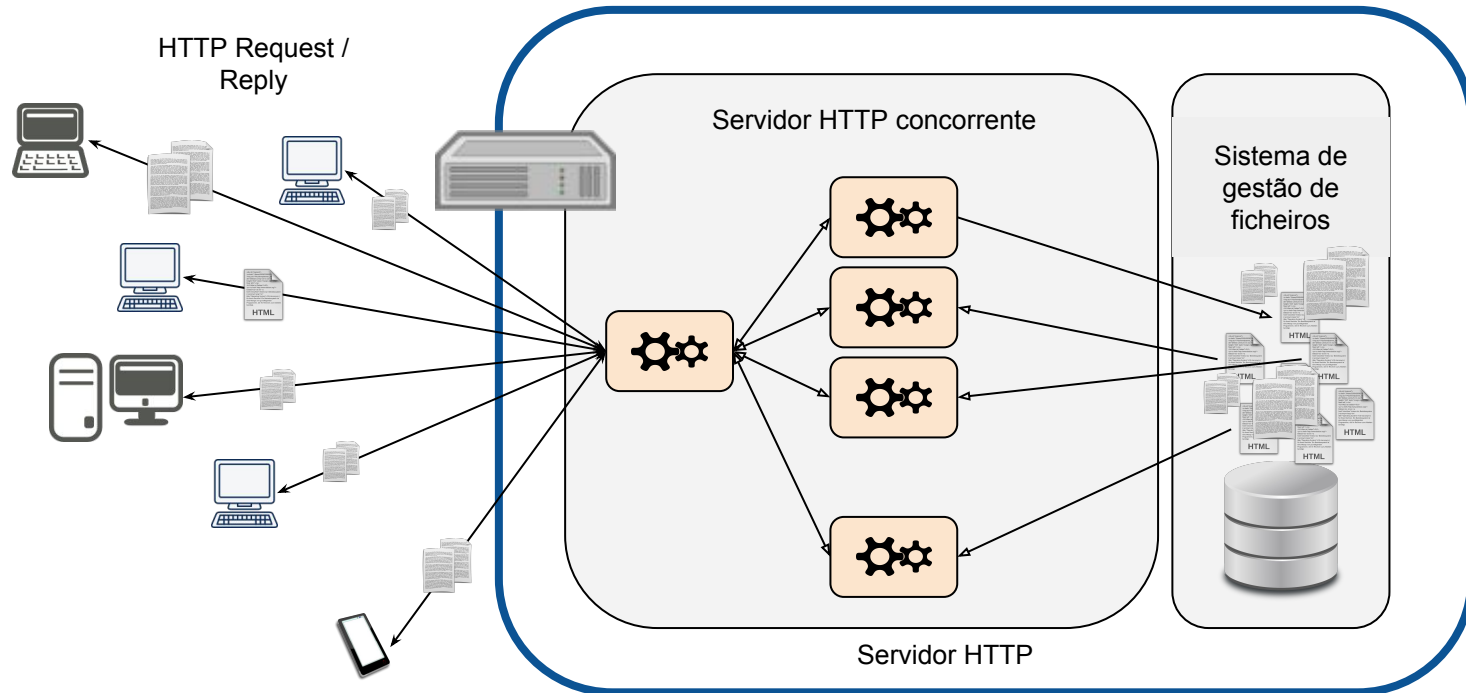 HTTP Request /
Reply
Servidor HTTP concorrente
Sistema de
gestão de
ficheiros
HTML
HTML
HTML
HTML
HTML
HTML
HTML
Servidor HTTP